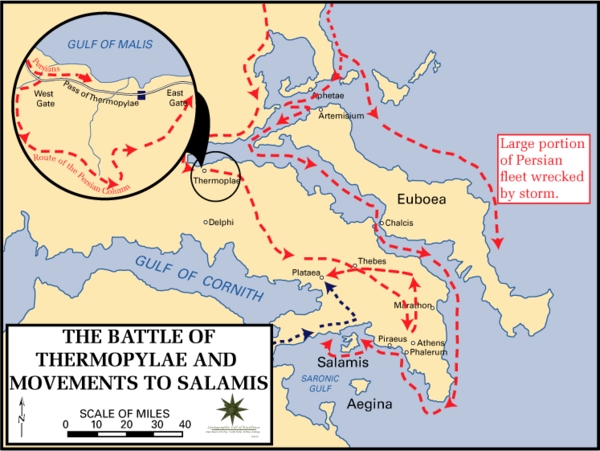 GULF OF MALIS
Persians
West
Gate
Pass of Thermopylae
East
Gate
Route of the Persian Column
Aphetae
Artemisium
Large portion
of Persian
fleet wrecked
by storm.
Thermoplae
Euboea
Delphi
Chalcis
GULF OF CORNITH
Thebes
Plataea
Marathon
Piraeus
Athens
Phalerum
Salamis
SARONIC
GULF
Aegina
THE BATTLE OF
THERMOPYLAE AND
MOVEMENTS TO SALAMIS
N
SCALE OF MILES
0 10 20 30 40